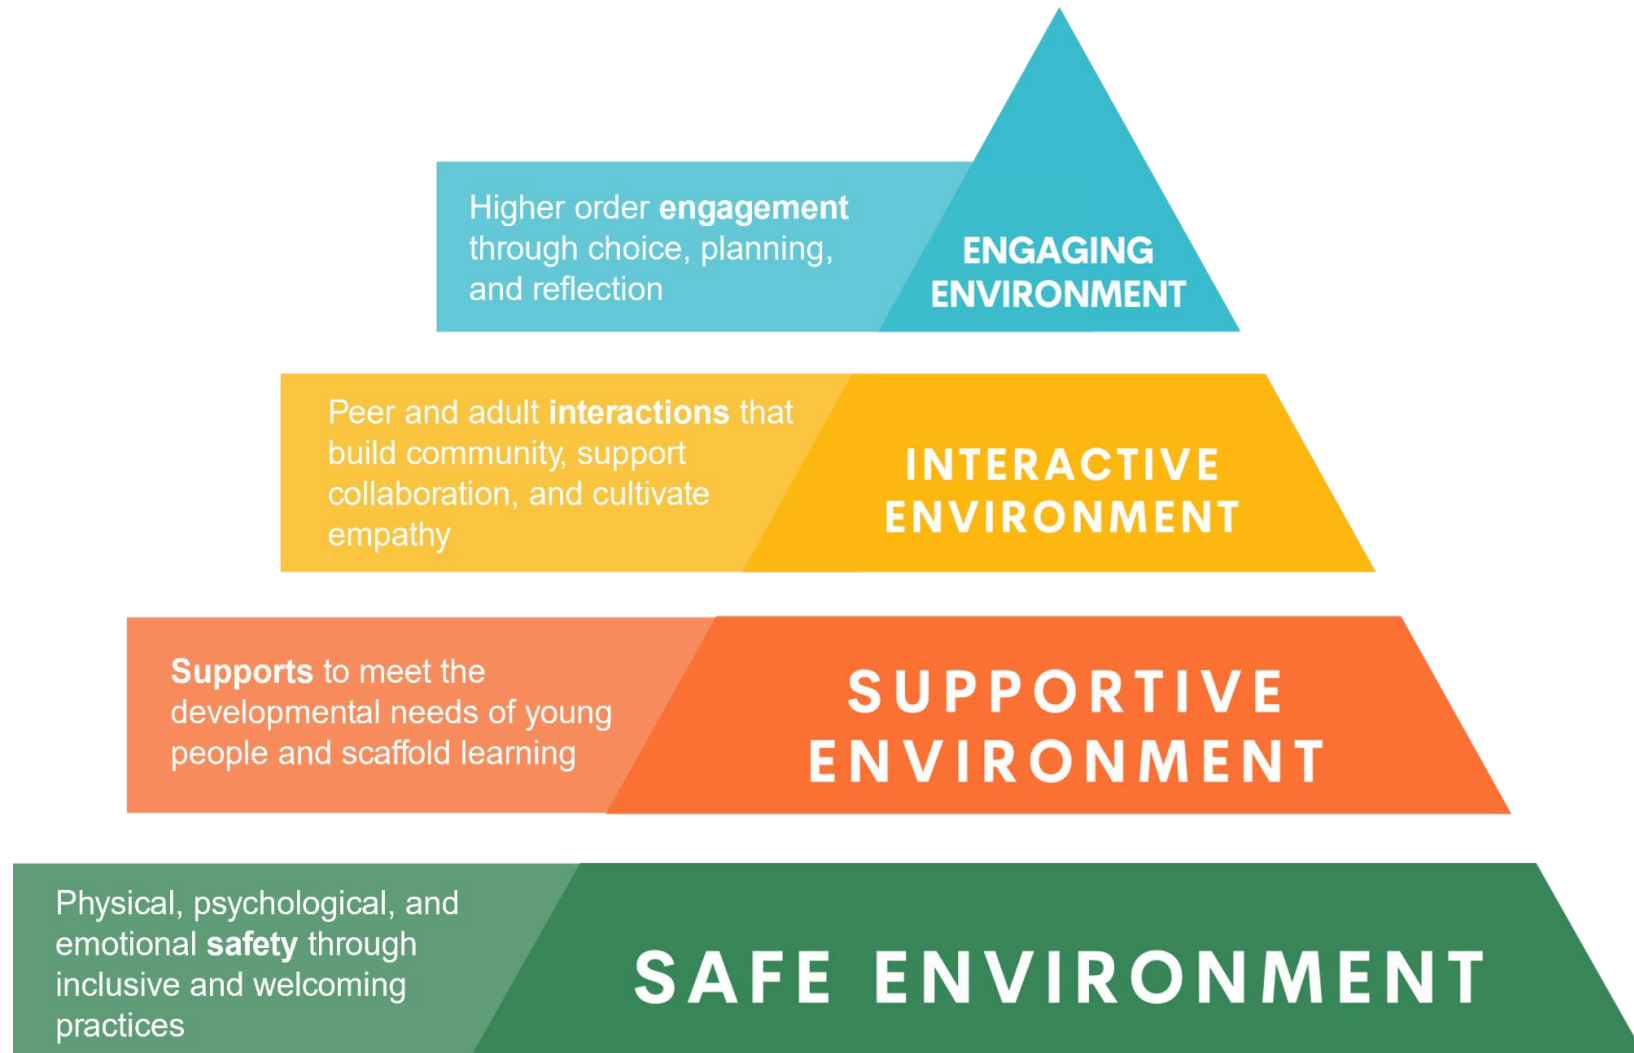 Higher order engagement
through choice, planning,
and reflection
ENGAGING
ENVIRONMENT
Peer and adult interactions that
build community, support
collaboration, and cultivate
empathy
INTERACTIVE
ENVIRONMENT
Supports to meet the
developmental needs of young
people and scaffold learning
SUPPORTIVE
ENVIRONMENT
Physical, psychological, and
emotional safety through
inclusive and welcoming
practices
SAFE ENVIRONMENT